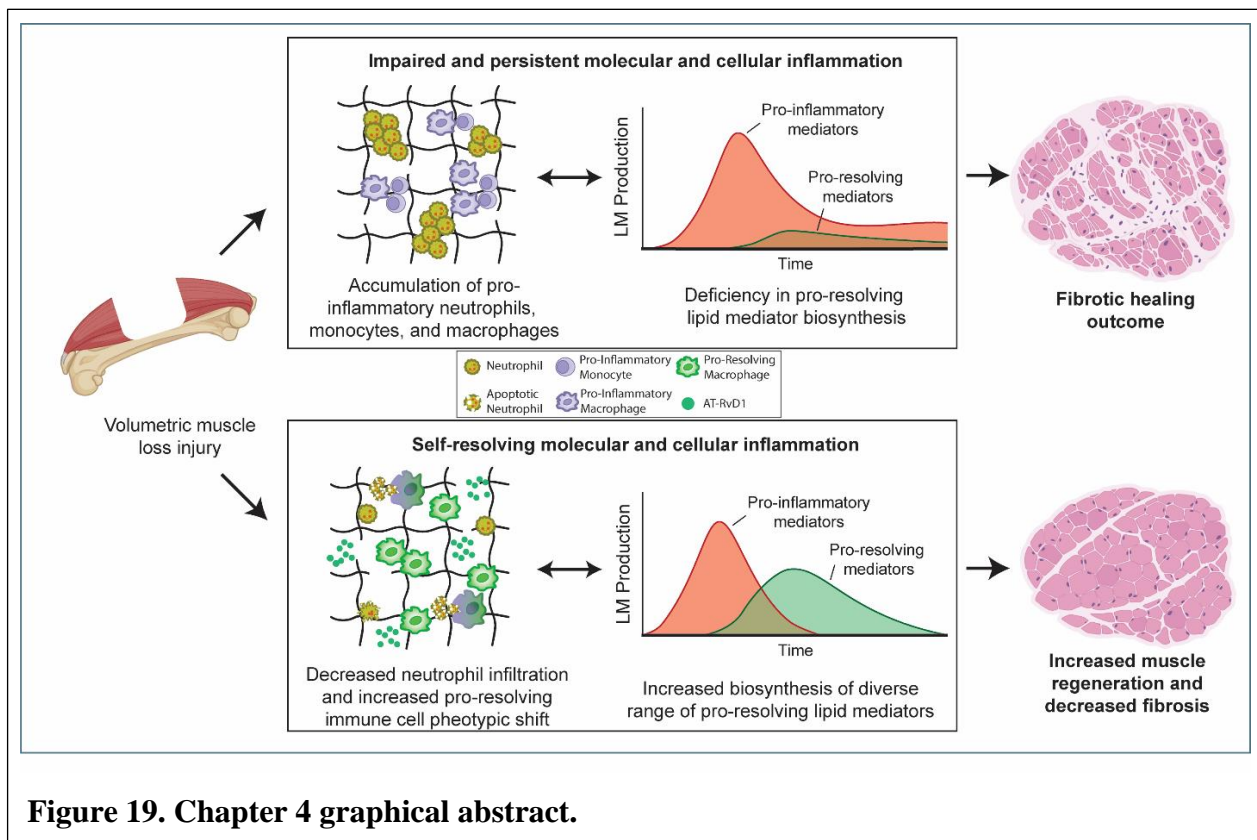 Impaired and persistent molecular and cellular inflammation
Accumulation of pro-
inflammatory neutrophils,
monocytes, and macrophages
LM Production
Pro-inflammatory
mediators
Pro-resolving
mediators
Time
Deficiency in pro-resolving
lipid mediator biosynthesis
Fibrotic healing
outcome
Volumetric muscle
loss injury
Neutrophil
Pro-Inflammatory
Monocyte
Pro-Resolving
Macrophage
Apoptotic
Neutrophil
Pro-Inflammatory
Macrophage
AT-RvD1
Self-resolving molecular and cellular inflammation
Decreased neutrophil infiltration
and increased pro-resolving
immune cell pheotypic shift
LM Production
Pro-inflammatory
mediators
Pro-resolving
mediators
Time
Increased biosynthesis of diverse
range of pro-resolving lipid mediators
Increased muscle
regeneration and
decreased fibrosis
Figure 19. Chapter 4 graphical abstract.